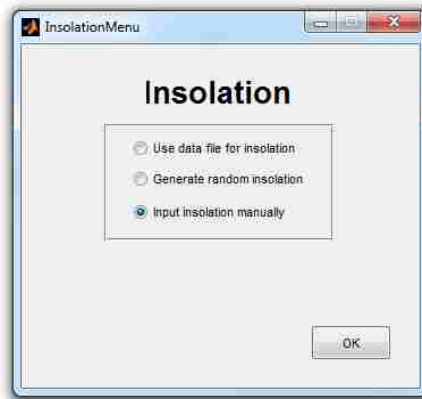 InsolationMenu
Insolation
Use data file for insolation
Generate random insolation
Input insolation manually
OK